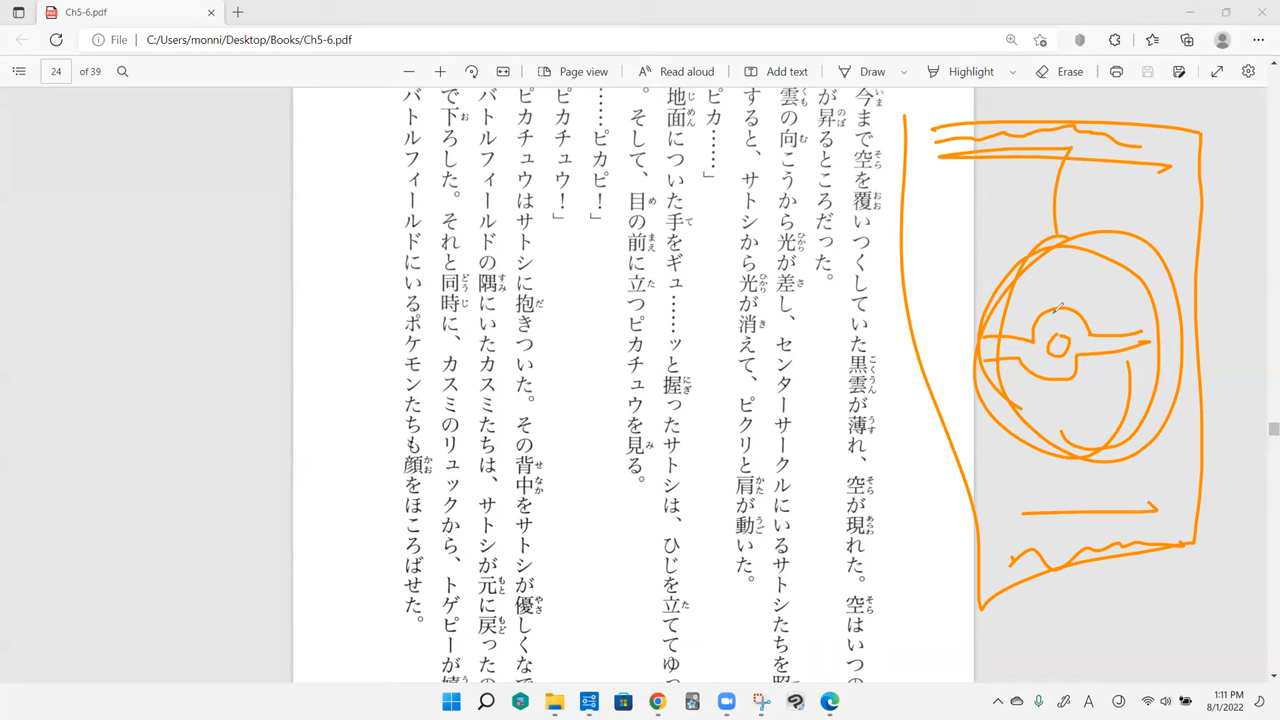 Ch5-6.pdf
File
C:/Users/monni/Desktop/Books/Ch5-6.pdf
24
of 39
Page view
Read aloud
Add text
Draw
Highlight
Erase
今まで空を覆いつくしていた黒雲が薄れ、空が現れた。空はいつの
が昇るところだった。
雲の向こうから光が差し、センターサークルにいるサトシたちを照
すると、サトシから光が消えて、ピクリと肩が動いた。
ピカ……」
地面についた手をギュ……ッと握ったサトシは、ひじを立ててゆっ
。そして、目の前に立つピカチュウを見る。
……ピカピ!」
ピカチュウ!」
ピカチュウはサトシに抱きついた。その背中をサトシが優しくなで
バトルフィールドの隅にいたカスミたちは、サトシが元に戻ったの
で下ろした。それと同時に、カスミのリュックから、トゲピーが嬉
バトルフィールドにいるポケモンたちも顔をほころばせた。
1:11 PM
8/1/2022